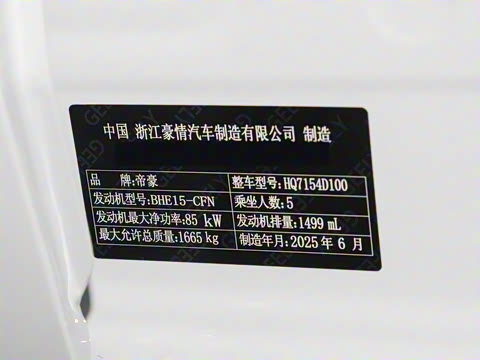 中国 浙江豪情汽车制造有限公司 制造
品 牌:帝豪 整车型号:HQ7154D100
发动机型号:BHE15-CFN 乘坐人数:5
发动机最大净功率:85 kW 发动机排量:1499 mL
最大允许总质量:1665 kg 制造年月:2025 年 6 月